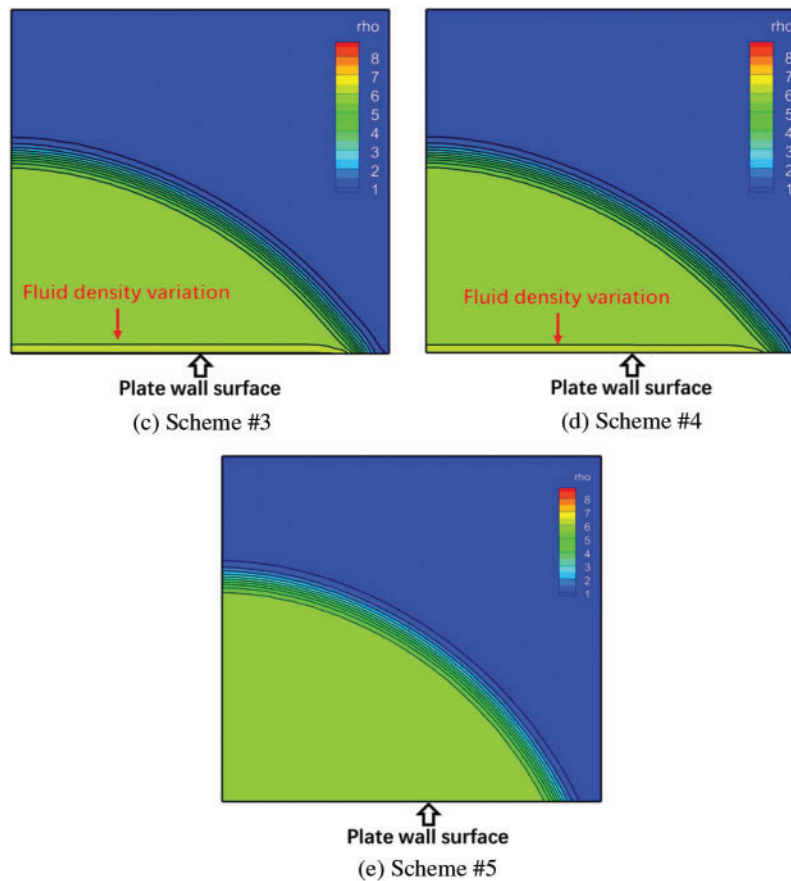 rho
8
7
6
5
4
3
2
1
Fluid density variation
Plate wall surface
(c) Scheme #3
rho
8
7
6
5
4
3
2
1
Fluid density variation
Plate wall surface
(d) Scheme #4
rho
8
7
6
5
4
3
2
1
Plate wall surface
(e) Scheme #5